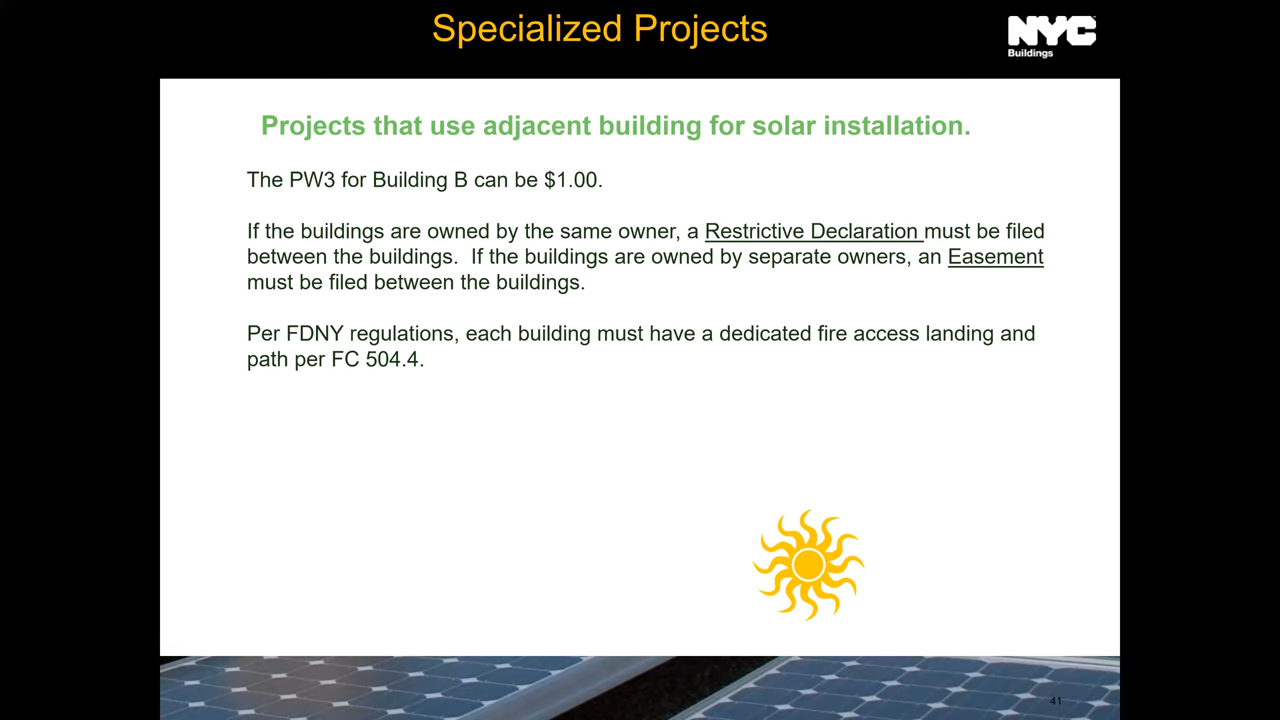 Specialized Projects
NYC
Buildings
Projects that use adjacent building for solar installation.
The PW3 for Building B can be $1.00.
If the buildings are owned by the same owner, a Restrictive Declaration must be filed
between the buildings.  If the buildings are owned by separate owners, an Easement
must be filed between the buildings.
Per FDNY regulations, each building must have a dedicated fire access landing and
path per FC 504.4.
41